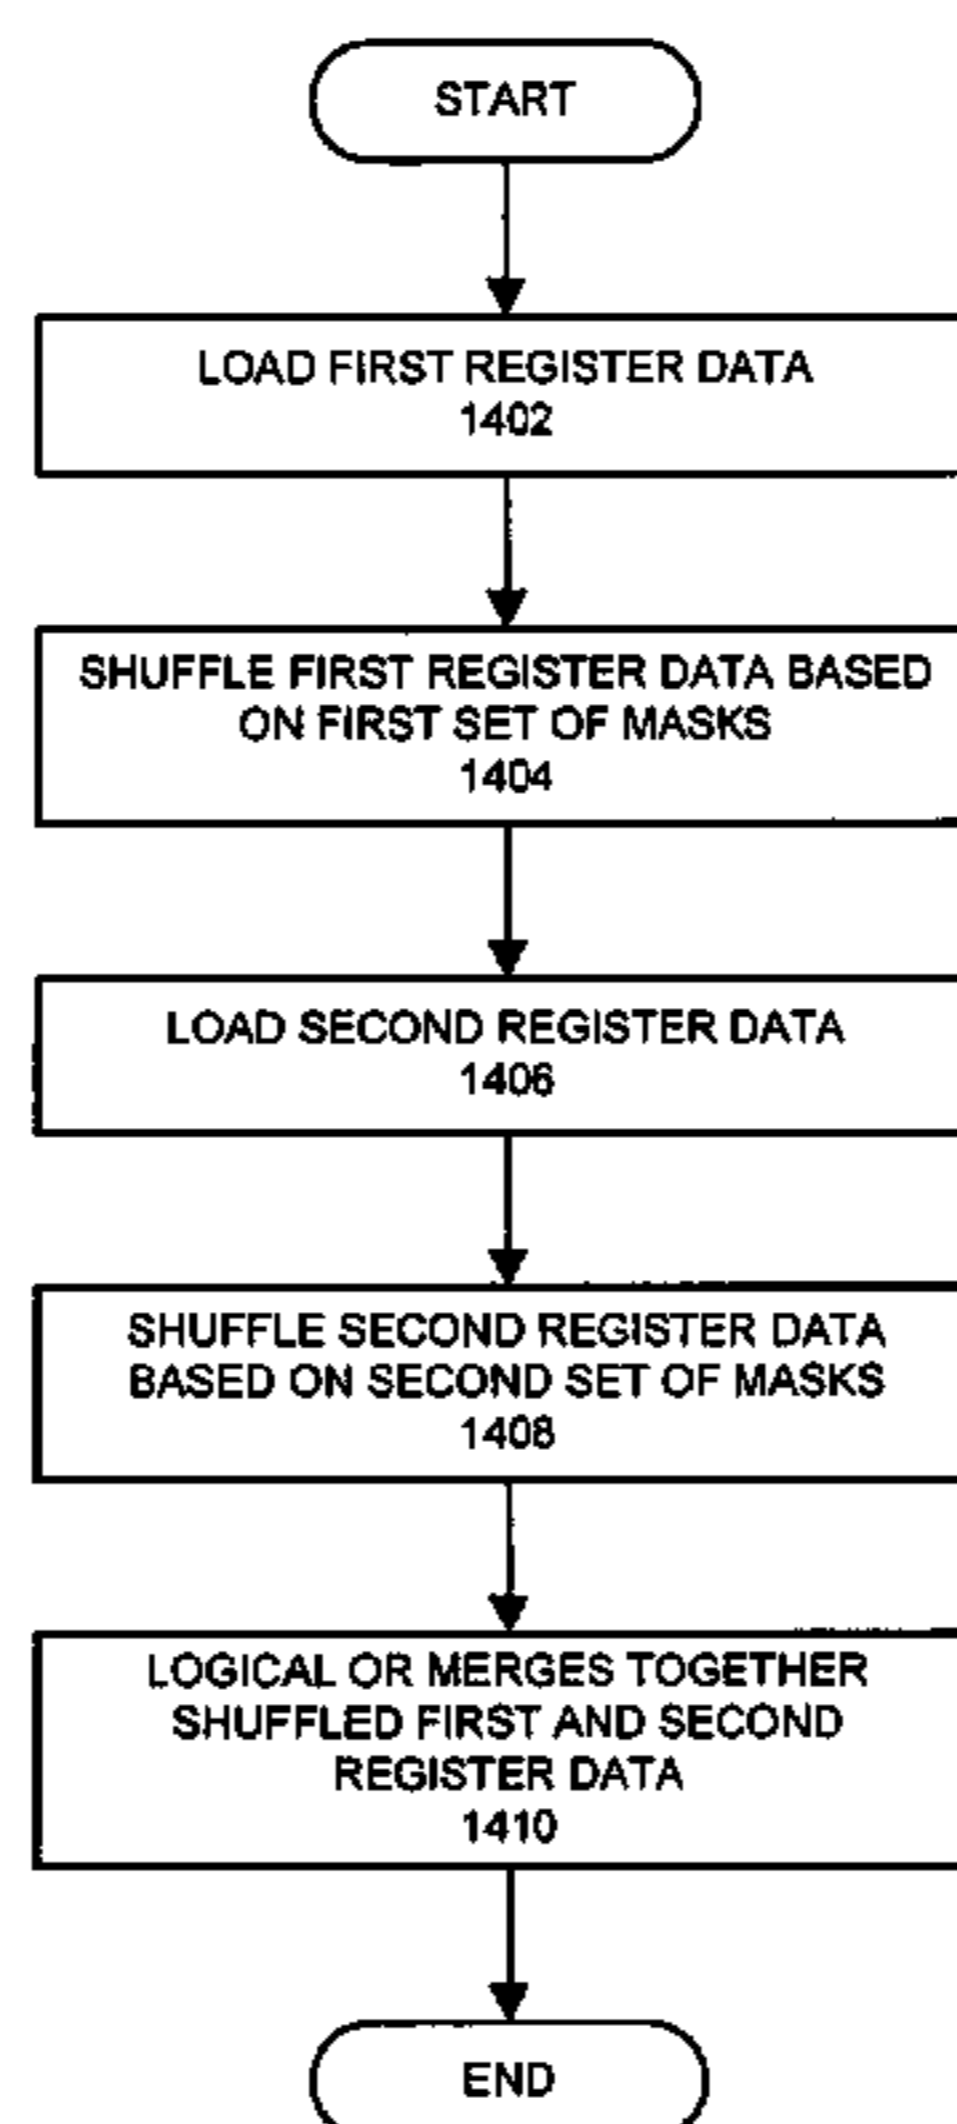 START
LOAD FIRST REGISTER DATA
1402
SHUFFLE FIRST REGISTER DATA BASED
ON FIRST SET OF MASKS
1404
LOAD SECOND REGISTER DATA
1406
SHUFFLE SECOND REGISTER DATA
BASED ON SECOND SET OF MASKS
1408
LOGICAL OR MERGES TOGETHER
SHUFFLED FIRST AND SECOND
REGISTER DATA
1410
END